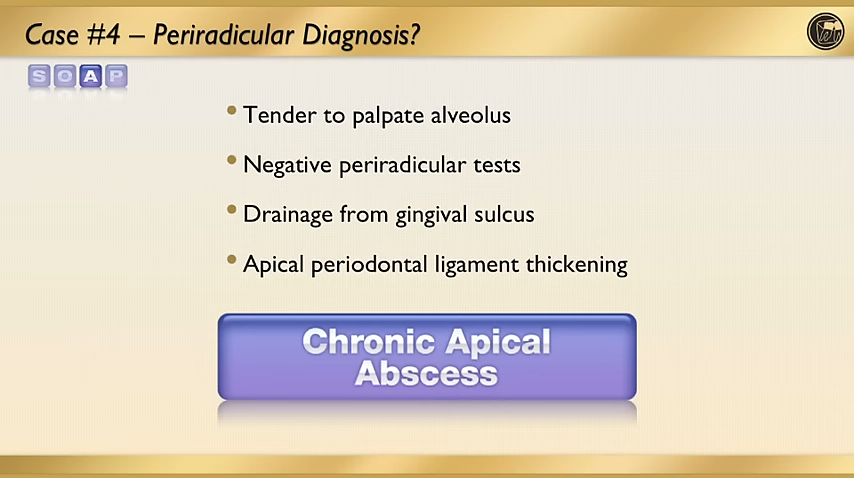 Case #4 – Periradicular Diagnosis?
S O A P
• Tender to palpate alveolus
• Negative periradicular tests
• Drainage from gingival sulcus
• Apical periodontal ligament thickening
Chronic Apical
Abscess